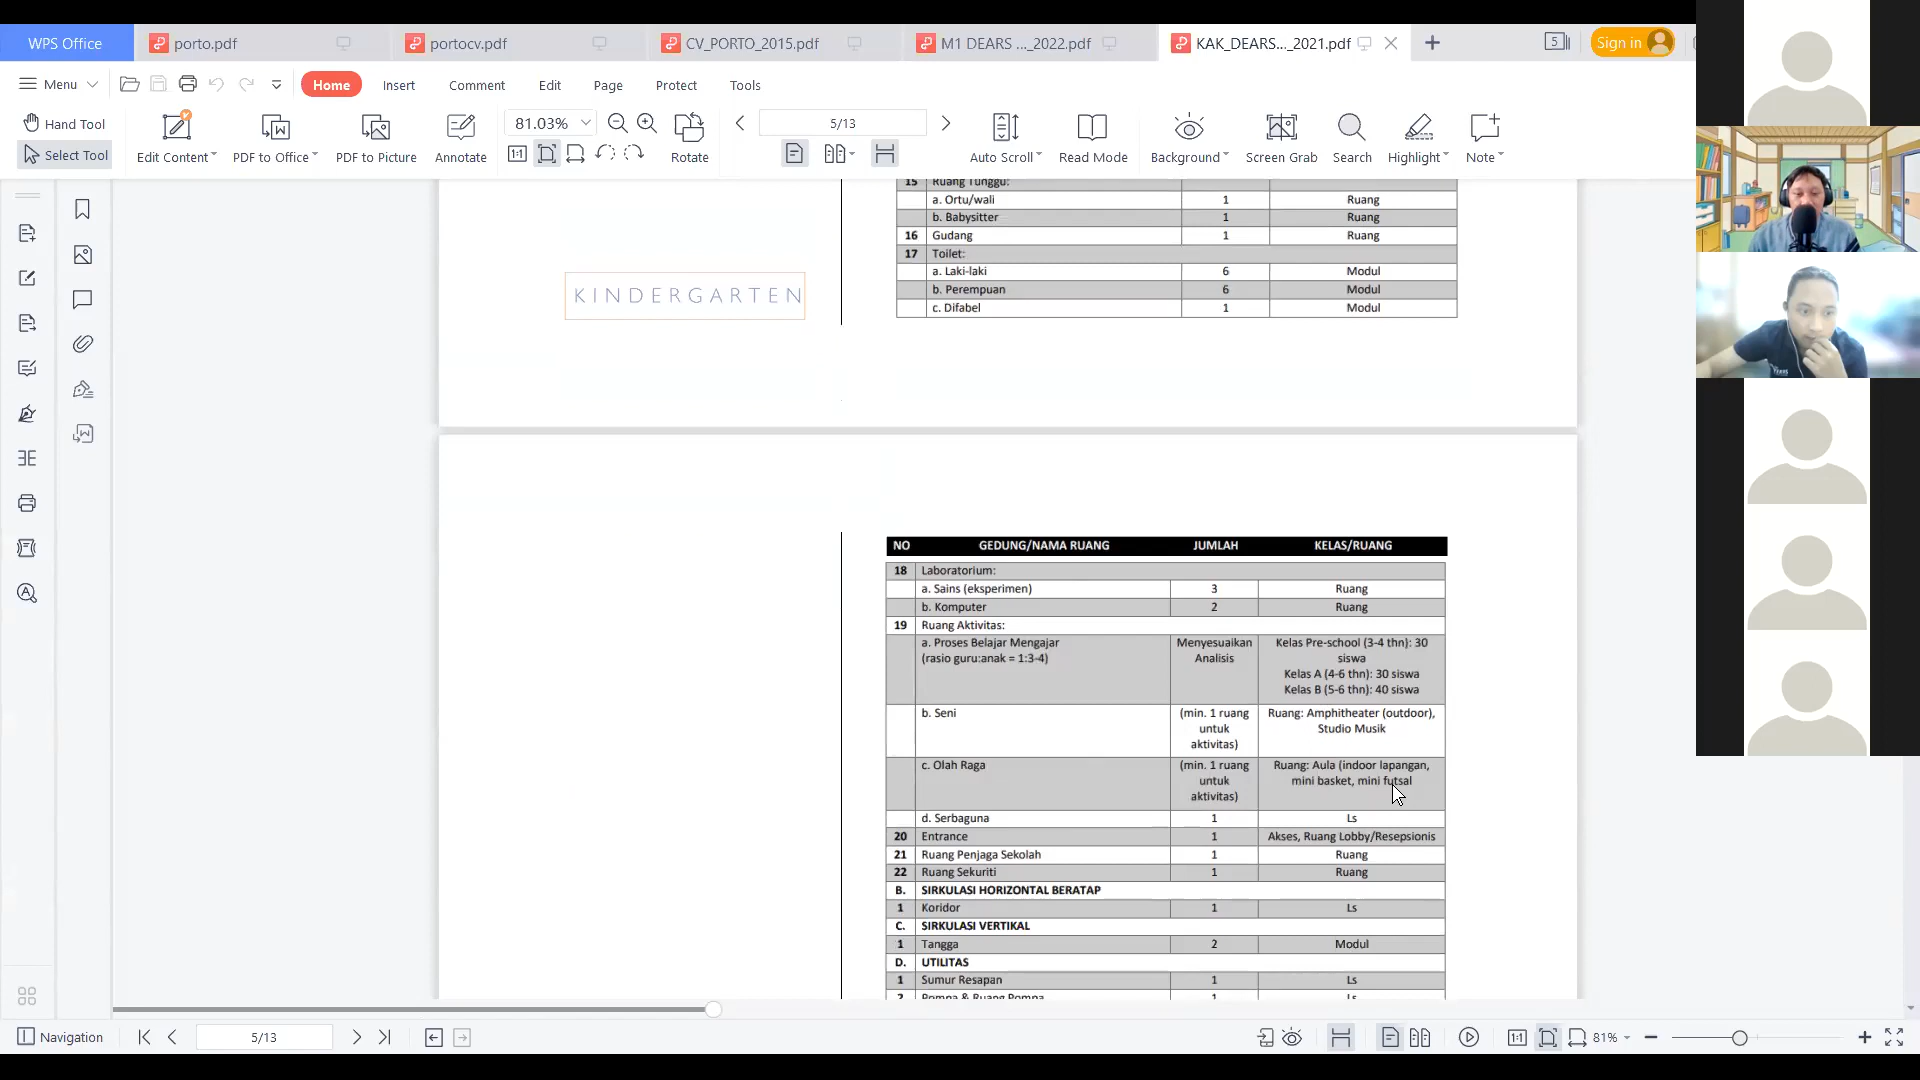 WPS Office
porto.pdf
portocv.pdf
CV_PORTO_2015.pdf
M1 DEARS ..._2022.pdf
KAK_DEARS..._2021.pdf
5
Sign in
Menu
Home
Insert
Comment
Edit
Page
Protect
Tools
Hand Tool
Select Tool
Edit Content
PDF to Office
PDF to Picture
Annotate
81.03%
Rotate
5/13
Auto Scroll
Read Mode
Background
Screen Grab
Search
Highlight
Note
KINDERGARTEN
15 Ruang Tunggu:
a. Ortu/wali 1 Ruang
b. Babysitter 1 Ruang
16 Gudang 1 Ruang
17 Toilet:
a. Laki-laki 6 Modul
b. Perempuan 6 Modul
c. Difabel 1 Modul
NO GEDUNG/NAMA RUANG JUMLAH KELAS/RUANG
18 Laboratorium:
a. Sains (eksperimen) 3 Ruang
b. Komputer 2 Ruang
19 Ruang Aktivitas:
a. Proses Belajar Mengajar Menyesuaikan Kelas Pre-school (3-4 thn): 30
(rasio guru:anak = 1:3-4) Analisis siswa
Kelas A (4-6 thn): 30 siswa
Kelas B (5-6 thn): 40 siswa
b. Seni (min. 1 ruang Ruang: Amphitheater (outdoor),
untuk Studio Musik
aktivitas)
c. Olah Raga (min. 1 ruang Ruang: Aula (indoor lapangan,
untuk mini basket, mini futsal
aktivitas)
d. Serbaguna 1 Ls
20 Entrance 1 Akses, Ruang Lobby/Resepsionis
21 Ruang Penjaga Sekolah 1 Ruang
22 Ruang Sekuriti 1 Ruang
B. SIRKULASI HORIZONTAL BERATAP
1 Koridor 1 Ls
C. SIRKULASI VERTIKAL
1 Tangga 2 Modul
D. UTILITAS
1 Sumur Resapan 1 Ls
2 Pompa & Ruang Pompa 1 Ls
Navigation
5/13
81%